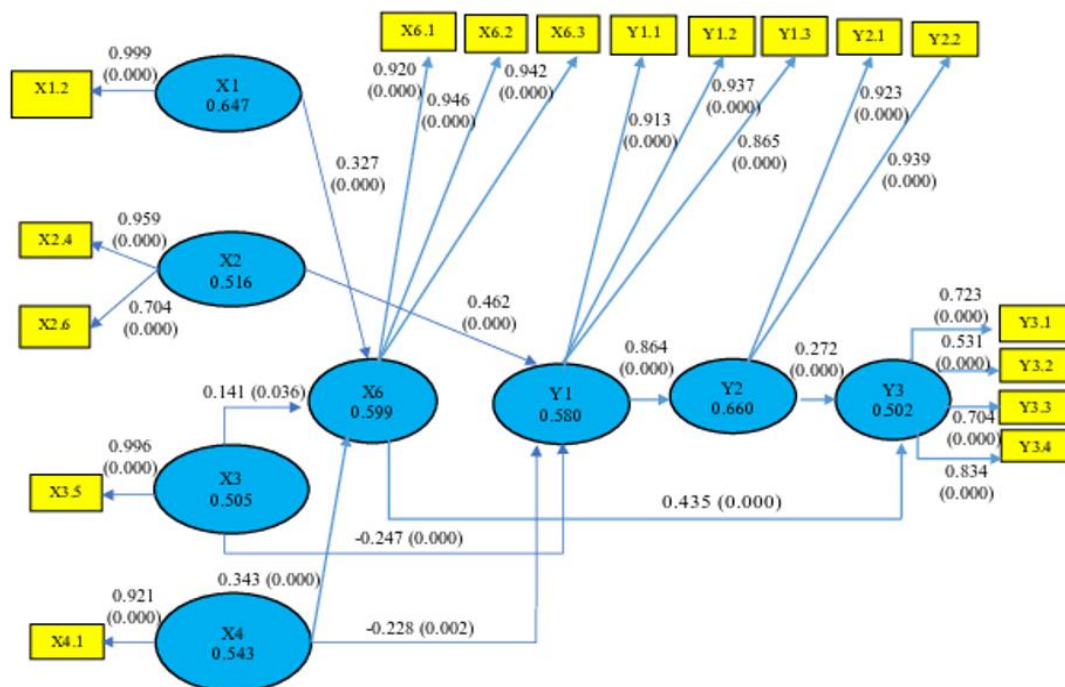 X6.1
X6.2
X6.3
Y1.1
Y1.2
Y1.3
Y2.1
Y2.2
0.999
(0.000)
X1.2
X1
0.647
0.920
(0.000)
0.946
(0.000)
0.942
(0.000)
0.913
(0.000)
0.937
(0.000)
0.865
(0.000)
0.923
(0.000)
0.939
(0.000)
0.327
(0.000)
0.959
(0.000)
X2.4
X2
0.516
X2.6
0.704
(0.000)
0.462
(0.000)
0.141 (0.036)
X6
0.599
Y1
0.580
0.864
(0.000)
Y2
0.660
0.272
(0.000)
Y3
0.502
0.723
(0.000)
Y3.1
0.531
(0.000)
Y3.2
Y3.3
0.704
(0.000)
Y3.4
0.834
(0.000)
0.996
(0.000)
X3.5
X3
0.505
0.435 (0.000)
-0.247 (0.000)
0.343 (0.000)
0.921
(0.000)
X4.1
X4
0.543
-0.228 (0.002)